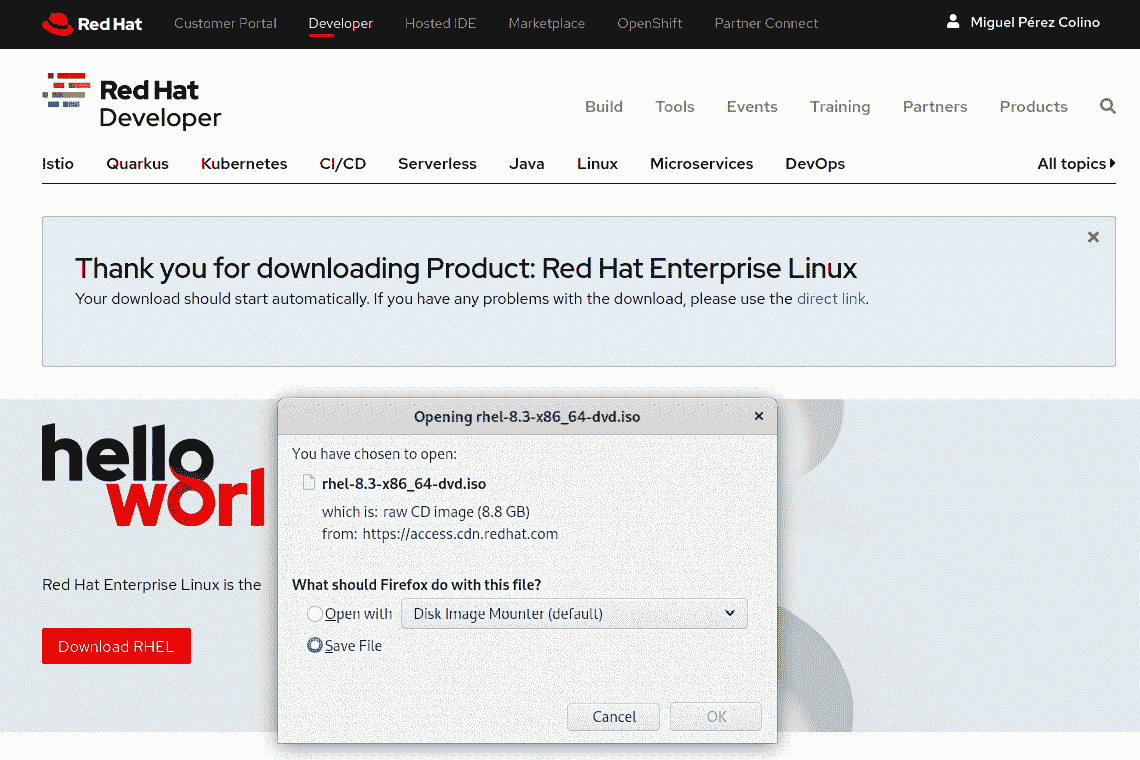 Red Hat Customer Portal Developer Hosted IDE Marketplace OpenShift Partner Connect Miguel Pérez Colino
Red Hat
Developer
Build Tools Events Training Partners Products
Istio Quarkus Kubernetes CI/CD Serverless Java Linux Microservices DevOps All topics
Thank you for downloading Product: Red Hat Enterprise Linux
Your download should start automatically. If you have any problems with the download, please use the direct link.
hello
worl
Red Hat Enterprise Linux is the
Download RHEL
Opening rhel-8.3-x86_64-dvd.iso
You have chosen to open:
rhel-8.3-x86_64-dvd.iso
which is: raw CD image (8.8 GB)
from: https://access.cdn.redhat.com
What should Firefox do with this file?
Open with Disk Image Mounter (default)
Save File
Cancel OK